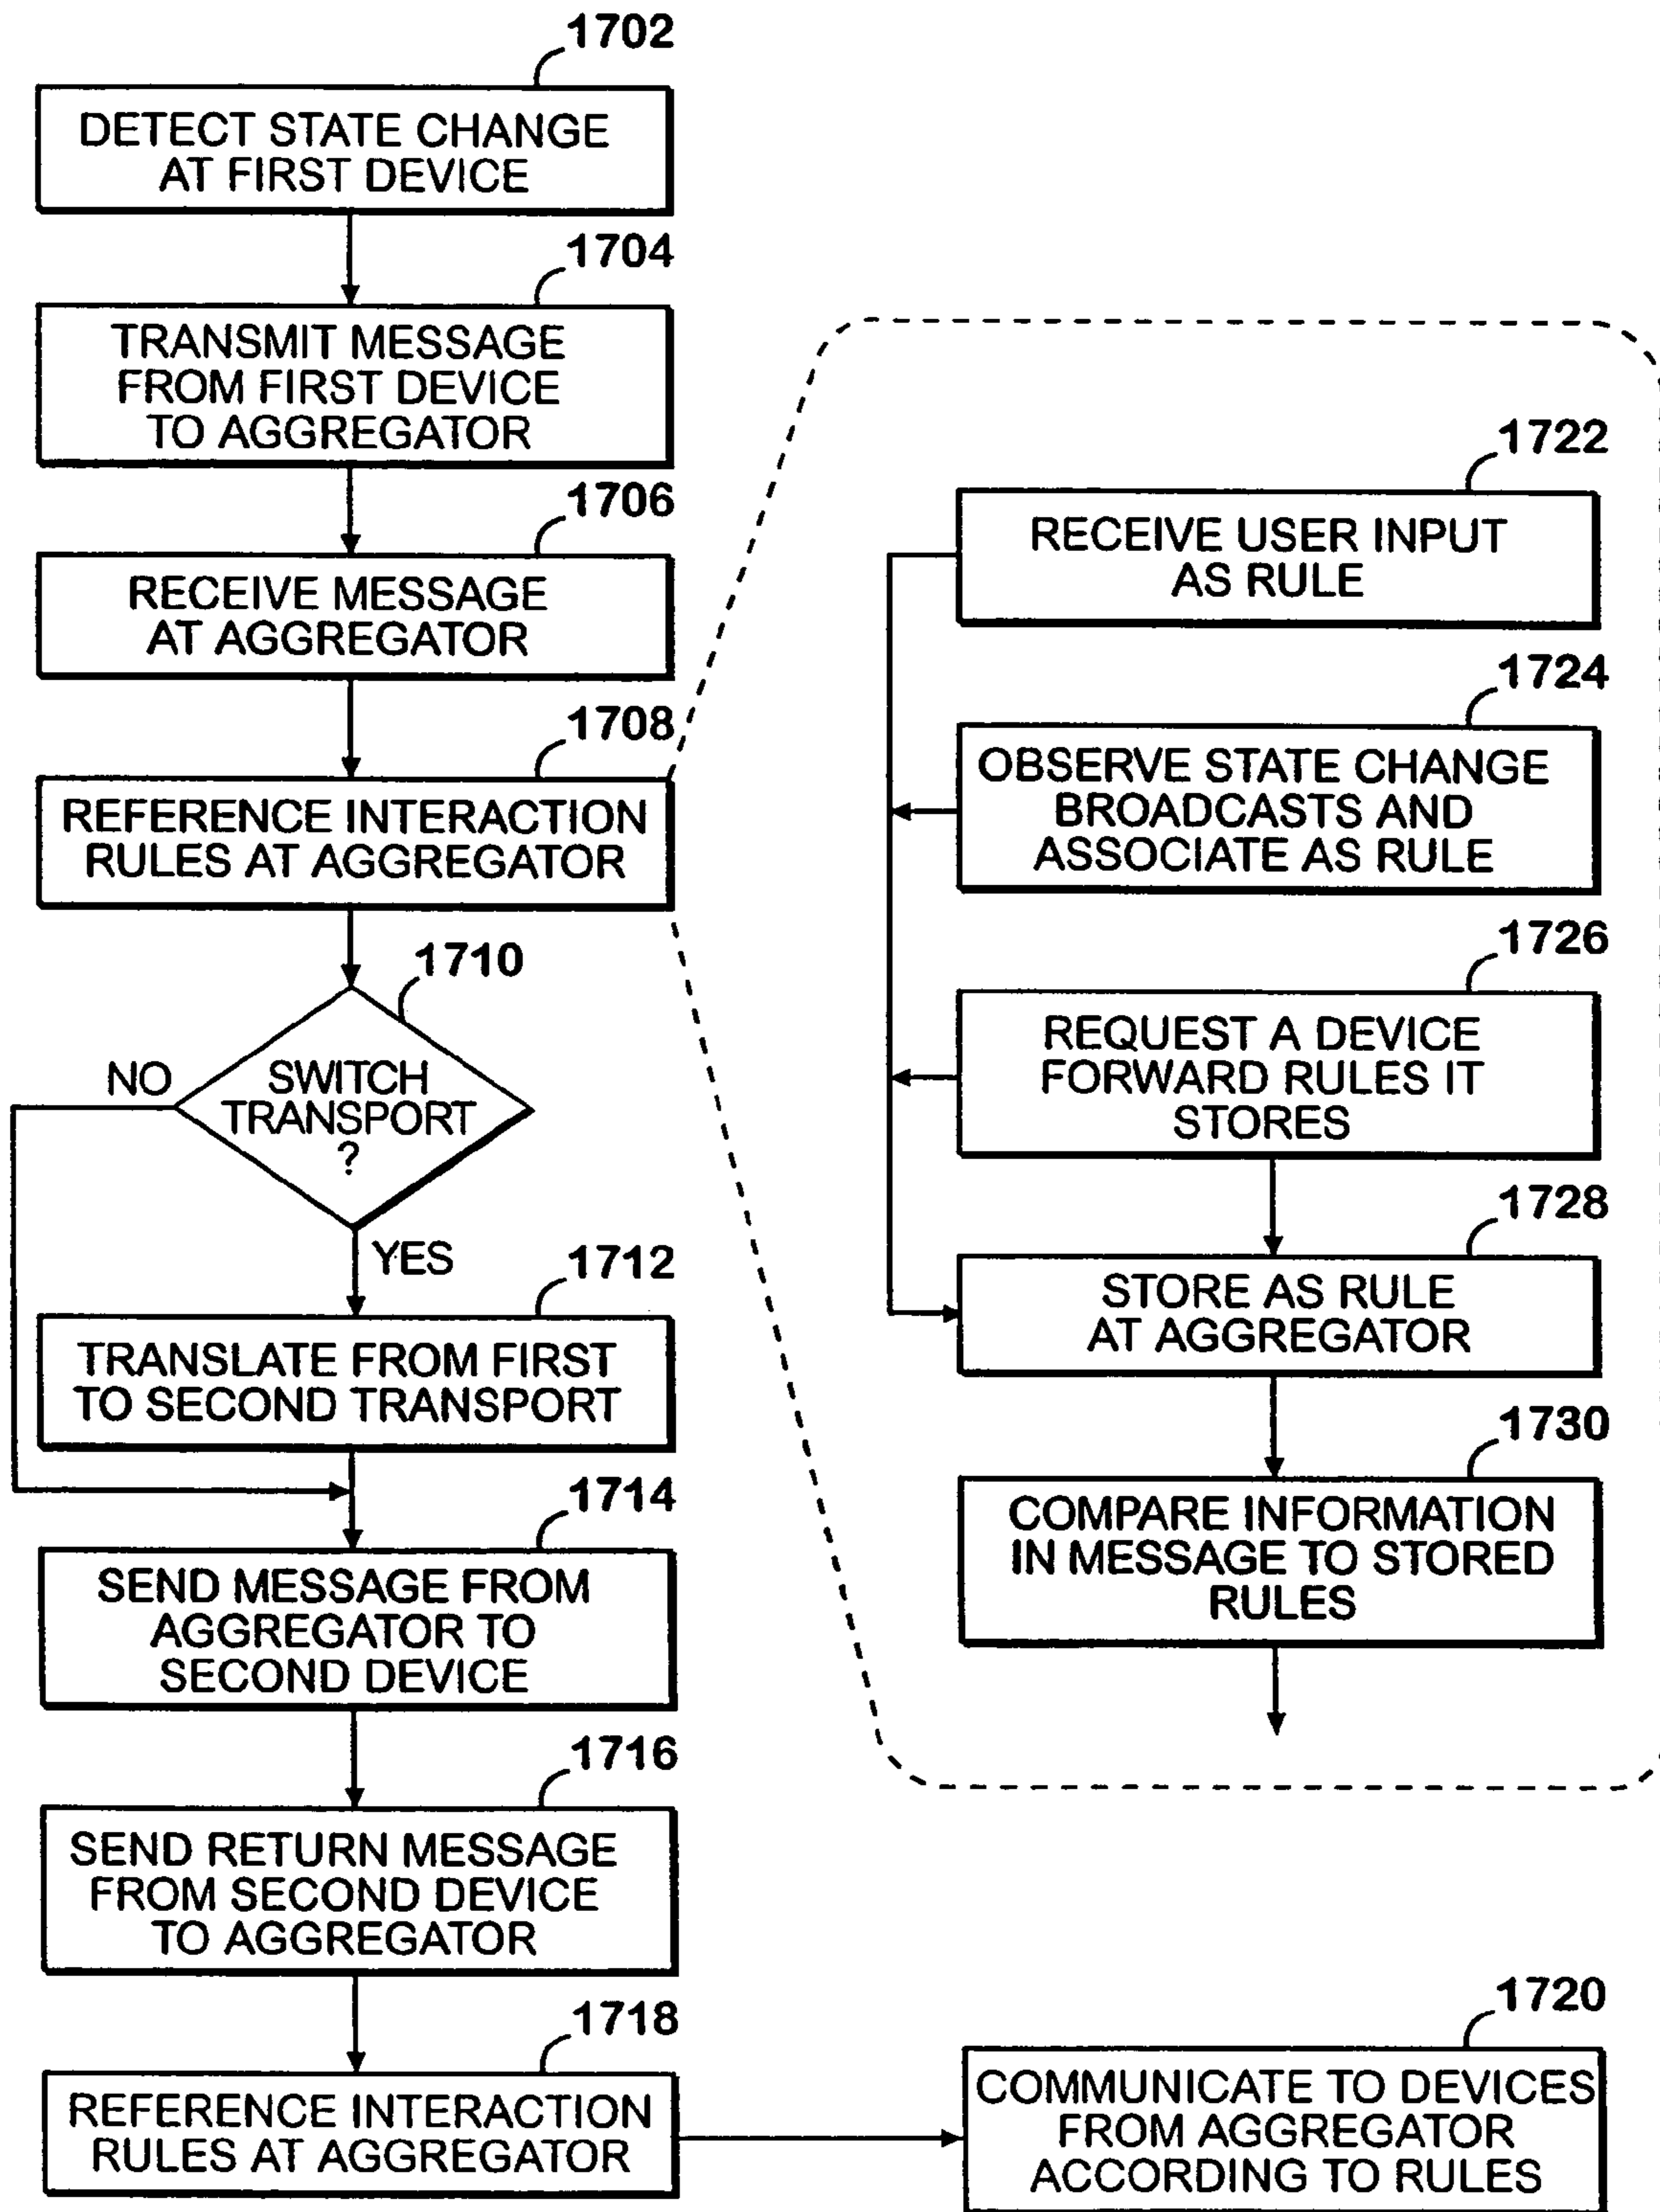 1702
DETECT STATE CHANGE
AT FIRST DEVICE
1704
TRANSMIT MESSAGE
FROM FIRST DEVICE
TO AGGREGATOR
1706
RECEIVE MESSAGE
AT AGGREGATOR
1708
REFERENCE INTERACTION
RULES AT AGGREGATOR
1710
NO
SWITCH
TRANSPORT
?
YES
1712
TRANSLATE FROM FIRST
TO SECOND TRANSPORT
1714
SEND MESSAGE FROM
AGGREGATOR TO
SECOND DEVICE
1716
SEND RETURN MESSAGE
FROM SECOND DEVICE
TO AGGREGATOR
1718
REFERENCE INTERACTION
RULES AT AGGREGATOR
1720
COMMUNICATE TO DEVICES
FROM AGGREGATOR
ACCORDING TO RULES
1722
RECEIVE USER INPUT
AS RULE
1724
OBSERVE STATE CHANGE
BROADCASTS AND
ASSOCIATE AS RULE
1726
REQUEST A DEVICE
FORWARD RULES IT
STORES
1728
STORE AS RULE
AT AGGREGATOR
1730
COMPARE INFORMATION
IN MESSAGE TO STORED
RULES